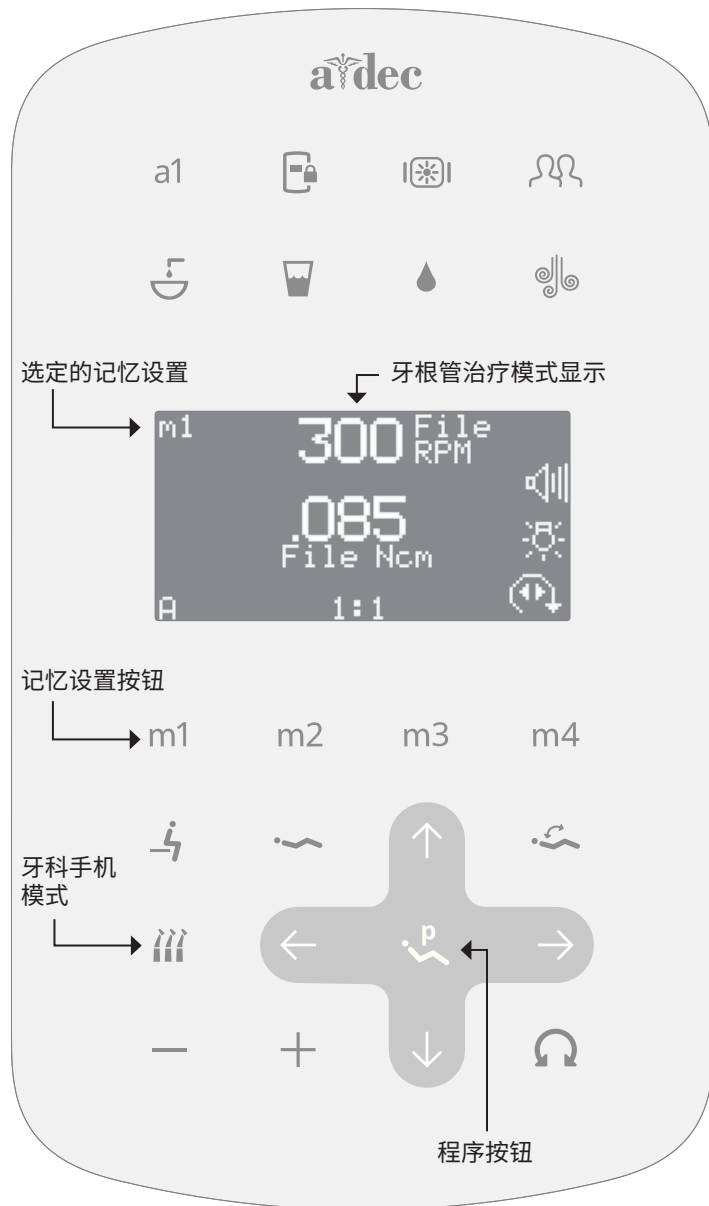 a dec
a1
选定的记忆设置
牙根管治疗模式显示
m1
300 File
RPM
.085
File Ncm
A
1:1
记忆设置按钮
m1 m2 m3 m4
牙科手机
模式
p
程序按钮